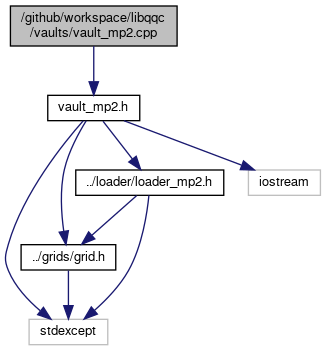 /github/workspace/libqqc
/vaults/vault_mp2.cpp
vault_mp2.h
../loader/loader_mp2.h
iostream
../grids/grid.h
stdexcept